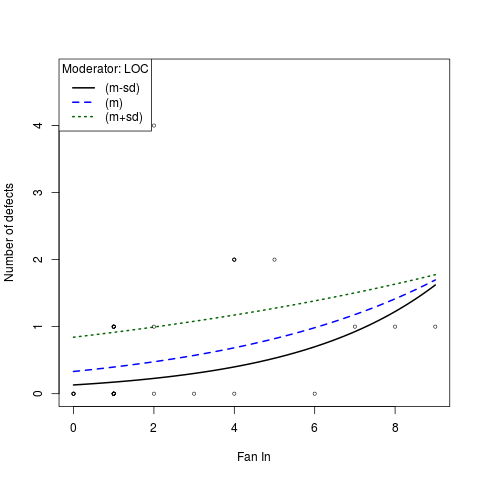 Moderator: LOC
(m-sd)
(m)
(m+sd)
Number of defects
4
3
2
1
0
0 2 4 6 8
Fan In